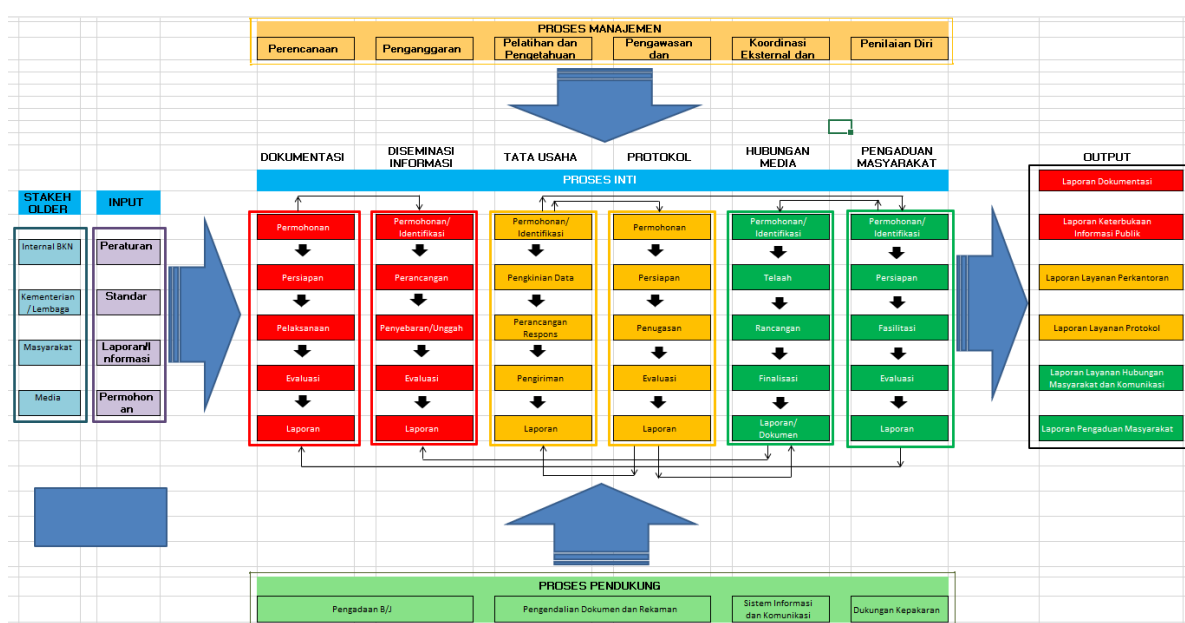 PROSES MANAJEMEN
Perencanaan
Penganggaran
Pelatihan dan
Pengetahuan
Pengawasan
dan
Koordinasi
Eksternal dan
Penilaian Diri
DOKUMENTASI
DISEMINASI
INFORMASI
TATA USAHA
PROTOKOL
HUBUNGAN
MEDIA
PENGADUAN
MASYARAKAT
OUTPUT
PROSES INTI
STAKEH
OLDER
INPUT
Internal BKN
Kementerian
/ Lembaga
Masyarakat
Media
Peraturan
Standar
Laporan/I
nformasi
Permohon
an
Permohonan
Persiapan
Pelaksanaan
Evaluasi
Laporan
Permohonan/
Identifikasi
Perancangan
Penyebaran/Unggah
Evaluasi
Laporan
Permohonan/
Identifikasi
Pengkinian Data
Perancangan
Respons
Pengiriman
Laporan
Permohonan
Persiapan
Penugasan
Evaluasi
Laporan
Permohonan/
Identifikasi
Telaah
Rancangan
Finalisasi
Laporan/
Dokumen
Permohonan/
Identifikasi
Persiapan
Fasilitasi
Evaluasi
Laporan
Laporan Dokumentasi
Laporan Keterbukaan
Informasi Publik
Laporan Layanan Perkantoran
Laporan Layanan Protokol
Laporan Layanan Hubungan
Masyarakat dan Komunikasi
Laporan Pengaduan Masyarakat
PROSES PENDUKUNG
Pengadaan B/J
Pengendalian Dokumen dan Rekaman
Sistem Informasi
dan Komunikasi
Dukungan Kepakaran